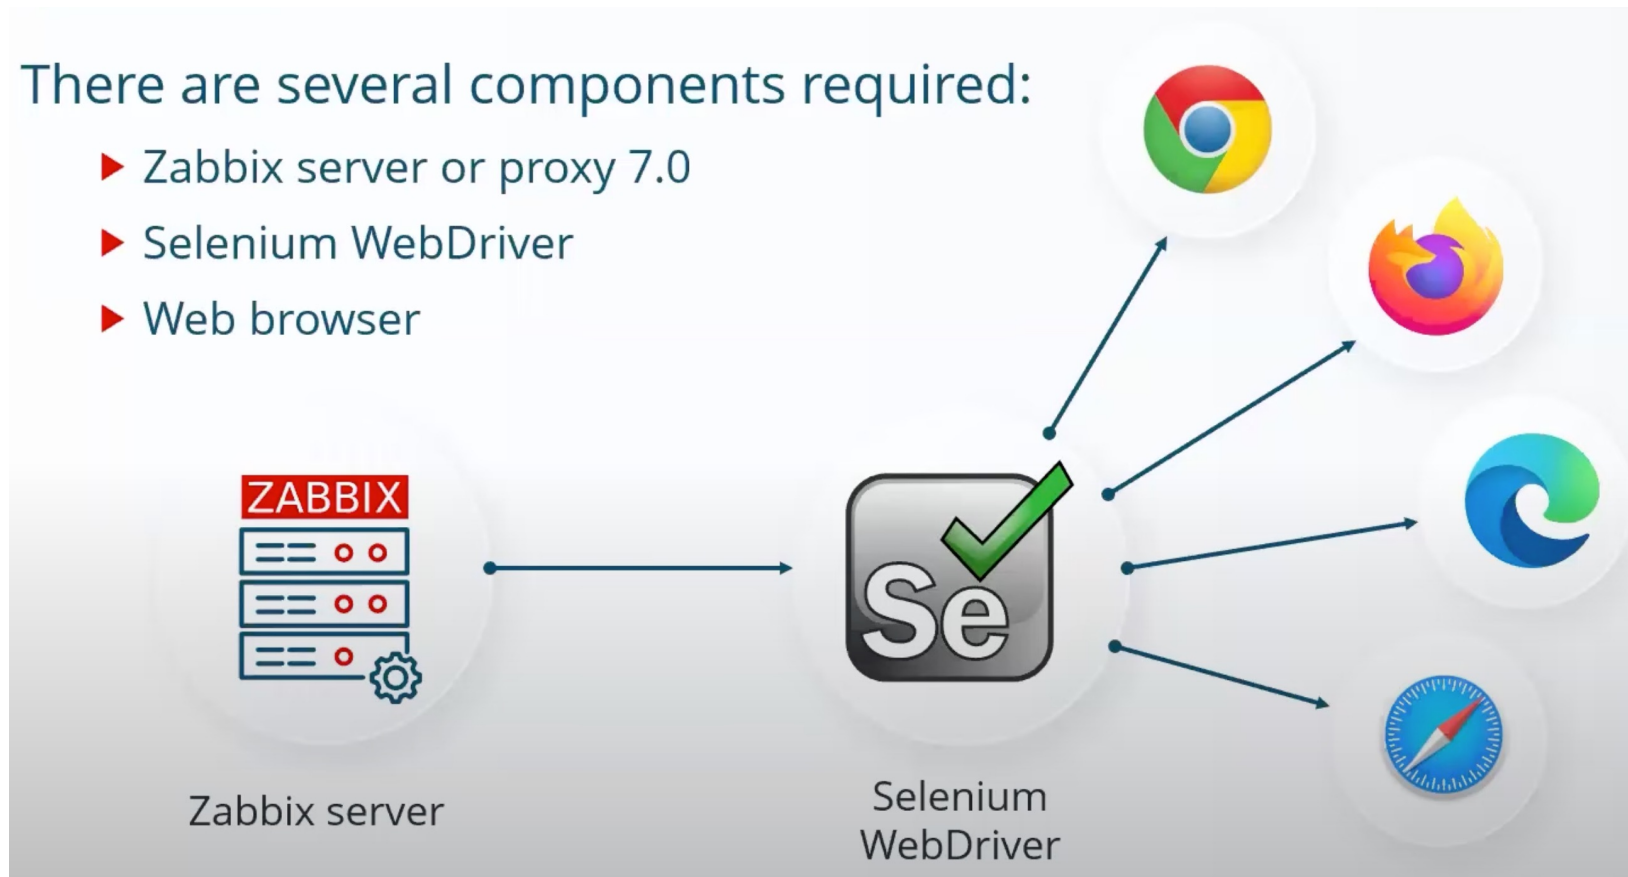 There are several components required:
Zabbix server or proxy 7.0
Selenium WebDriver
Web browser
ZABBIX
Se
Zabbix server
Selenium
WebDriver